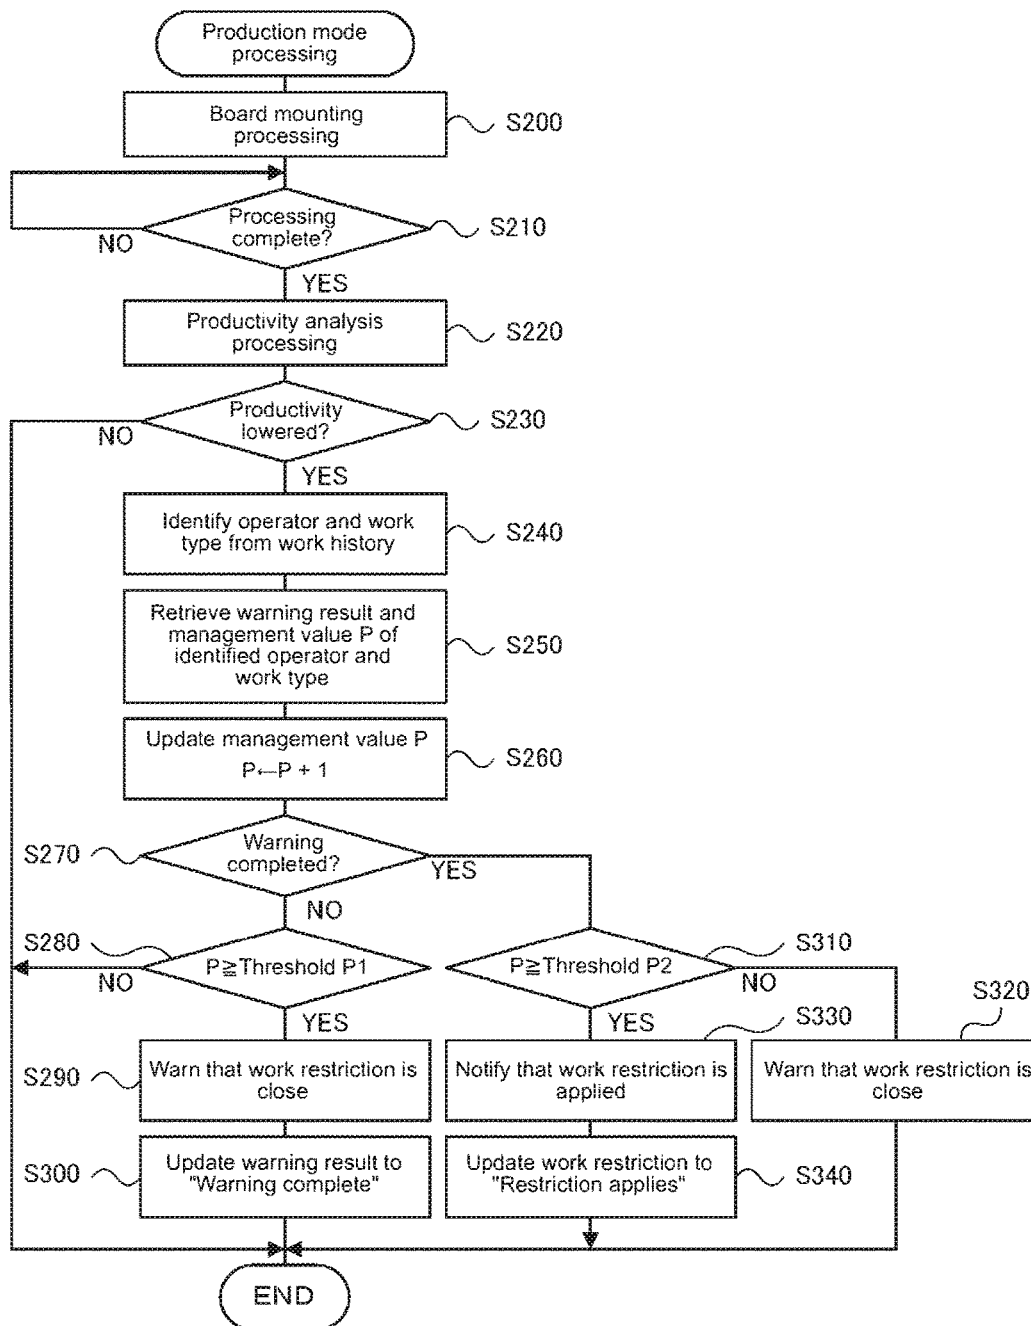 Production mode
processing
Board mounting
processing
S200
Processing
complete?
S210
NO
YES
Productivity analysis
processing
S220
Productivity
lowered?
S230
NO
YES
Identify operator and work
type from work history
S240
Retrieve warning result and
management value P of
identified operator and
work type
S250
Update management value P
P←P + 1
S260
S270
Warning
completed?
YES
NO
S280
P≧Threshold P1
NO
YES
P≧Threshold P2
S310
NO
YES
S320
S330
S290
Warn that work restriction is
close
Notify that work restriction is
applied
Warn that work restriction is
close
S300
Update warning result to
"Warning complete"
Update work restriction to
"Restriction applies"
S340
END